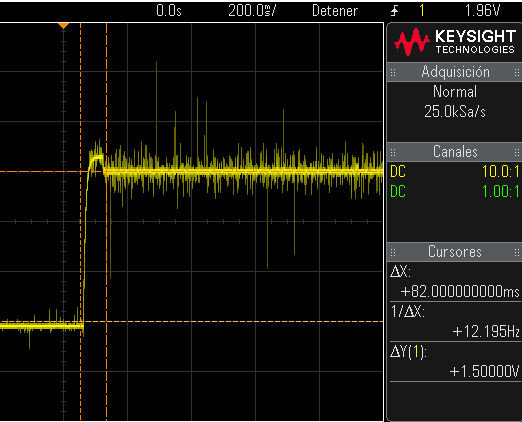 0.0s 200.0㎳/ Detener 1 1.96V
KEYSIGHT
TECHNOLOGIES
Adquisición
Normal
25.0kSa/s
Canales
DC 10.0:1
DC 1.00:1
Cursores
ΔX:
+82.000000000ms
1/ΔX:
+12.195Hz
ΔY(1):
+1.50000V